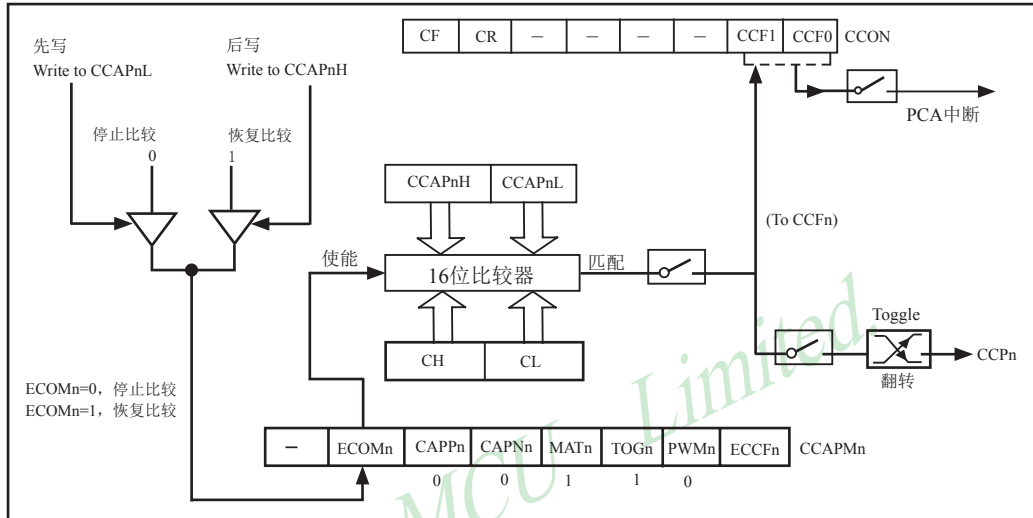 CF CR － － － － CCF1 CCF0 CCON
先写
Write to CCAPnL
后写
Write to CCAPnH
PCA中断
停止比较
0
恢复比较
1
CCAPnH CCAPnL
(To CCFn)
使能
16位比较器
匹配
CH CL
Toggle
CCPn
翻转
ECOMn=0，停止比较
ECOMn=1，恢复比较
－ ECOMn CAPPn CAPNn MATn TOGn PWMn ECCFn CCAPMn
0 0 1 1 0
MCU Limited.